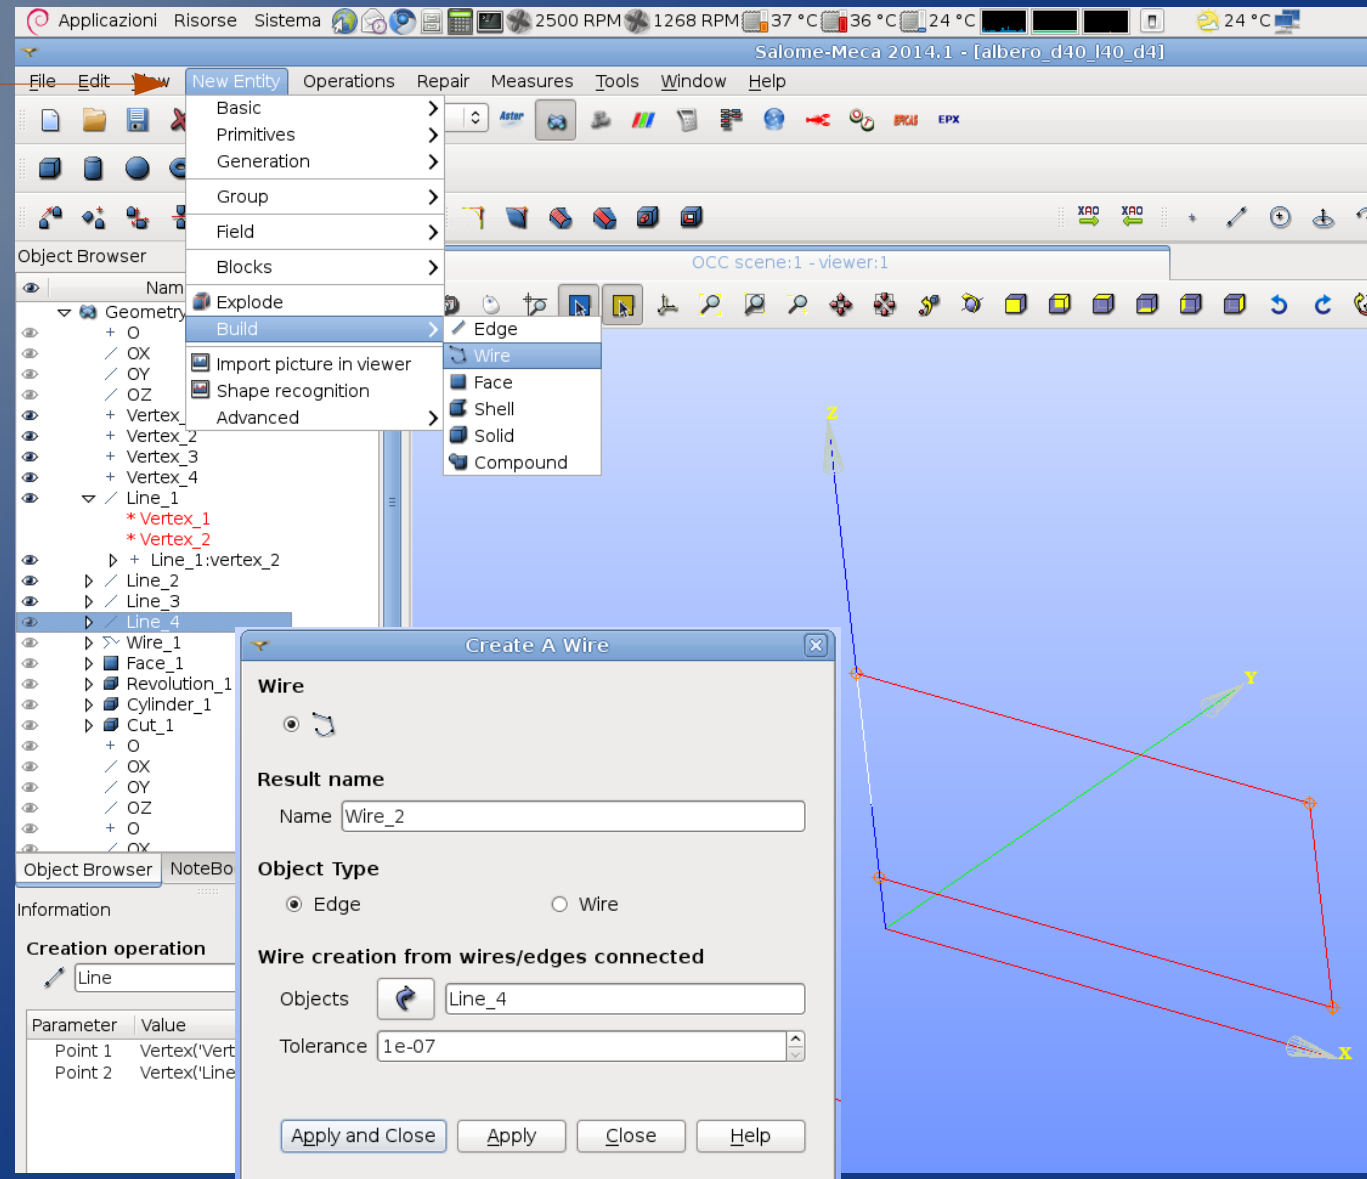 Applicazioni Risorse Sistema 2500 RPM 1268 RPM 37 °C 36 °C 24 °C 24 °C
Salome-Meca 2014.1 - [albero_d40_l40_d4]
File Edit View New Entity Operations Repair Measures Tools Window Help
Basic
Primitives
Generation
Group
Field
Blocks
Explode
Build
Import picture in viewer
Shape recognition
Advanced
Edge
Wire
Face
Shell
Solid
Compound
Aster
EPX
XAO XAO
Object Browser
OCC scene:1 - viewer:1
Nam
Geometry
O
OX
OY
OZ
Vertex_
Vertex_2
Vertex_3
Vertex_4
Line_1
* Vertex_1
* Vertex_2
Line_1:vertex_2
Line_2
Line_3
Line_4
Wire_1
Face_1
Revolution_1
Cylinder_1
Cut_1
O
OX
OY
OZ
O
OX
Object Browser NoteBo
Information
Creation operation
Line
Parameter Value
Point 1 Vertex('Vert
Point 2 Vertex('Line
Create A Wire
Wire
Result name
Name Wire_2
Object Type
Edge Wire
Wire creation from wires/edges connected
Objects Line_4
Tolerance 1e-07
Apply and Close Apply Close Help
Z
Y
X